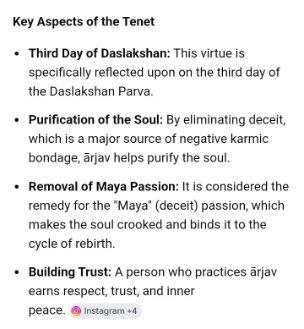 Key Aspects of the Tenet
• Third Day of Daslakshan: This virtue is
specifically reflected upon on the third day of
the Daslakshan Parva.
• Purification of the Soul: By eliminating deceit,
which is a major source of negative karmic
bondage, ārjav helps purify the soul.
• Removal of Maya Passion: It is considered the
remedy for the "Maya" (deceit) passion, which
makes the soul crooked and binds it to the
cycle of rebirth.
• Building Trust: A person who practices ārjav
earns respect, trust, and inner
peace. Instagram +4